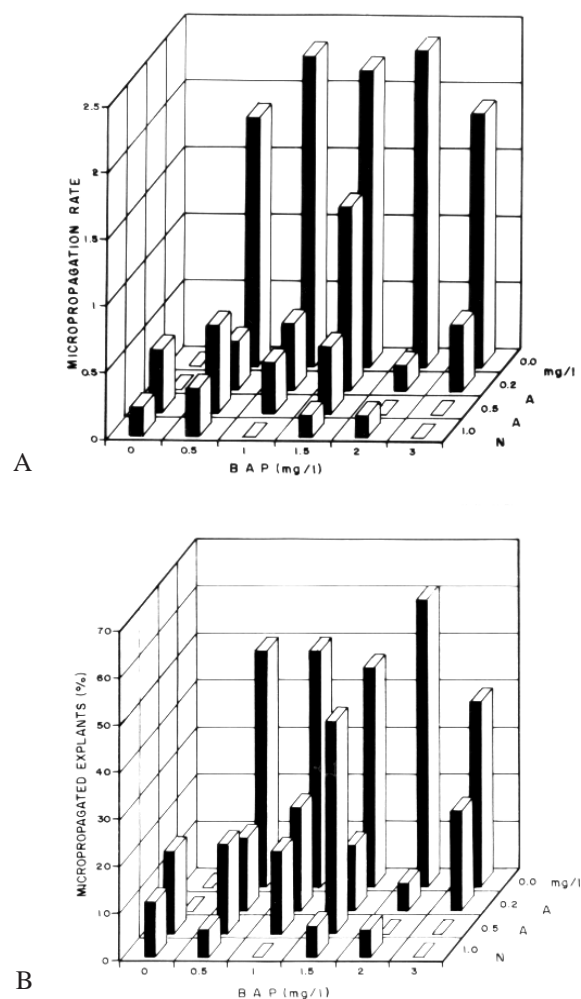 2.5
2
1.5
1
0.5
0
MICROPROPAGATION RATE
0.0 mg/l
0.2
0.5 A
A
1.0 N
0 0.5 1 1.5 2 3
BAP (mg/l)
A
70
60
50
40
30
20
10
0
MICROPROPAGATED EXPLANTS (%)
0.0 mg/l
0.2 A
0.5 A
1.0 N
0 0.5 1 1.5 2 3
BAP (mg/l)
B